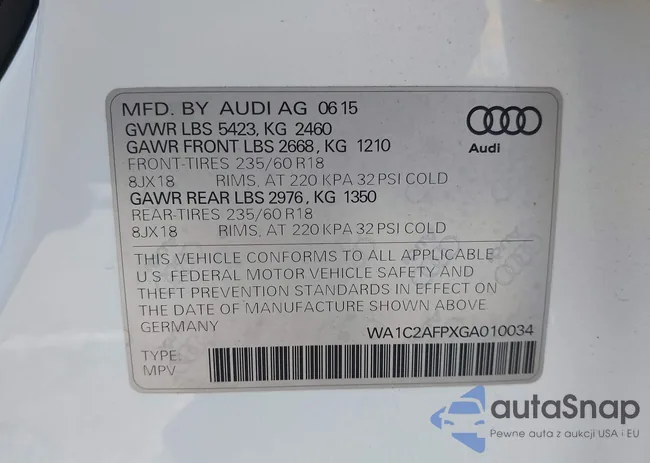 MFD. BY AUDI AG 06 15
GVWR LBS 5423, KG 2460
GAWR FRONT LBS 2668, KG 1210
FRONT-TIRES 235/60 R18
8JX18 RIMS, AT 220 KPA 32 PSI COLD
GAWR REAR LBS 2976, KG 1350
REAR-TIRES 235/60 R18
8JX18 RIMS, AT 220 KPA 32 PSI COLD
Audi
THIS VEHICLE CONFORMS TO ALL APPLICABLE
U.S. FEDERAL MOTOR VEHICLE SAFETY AND
THEFT PREVENTION STANDARDS IN EFFECT ON
THE DATE OF MANUFACTURE SHOWN ABOVE
GERMANY
WA1C2AFPXGA010034
TYPE:
MPV
autaSnap
Pewne auta z aukcji USA i EU